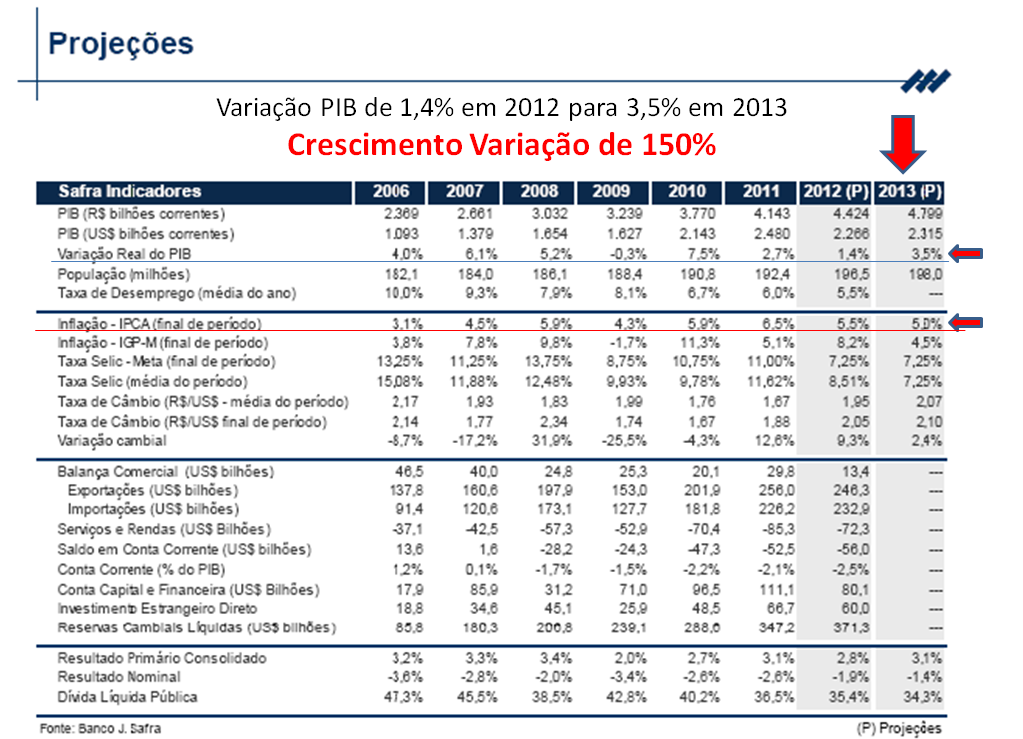 Projeções
Variação PIB de 1,4% em 2012 para 3,5% em 2013
Crescimento Variação de 150%
Safra Indicadores 2006 2007 2008 2009 2010 2011 2012 (P) 2013 (P)
PIB (R$ bilhões correntes) 2.369 2.661 3.032 3.239 3.770 4.143 4.424 4.799
PIB (US$ bilhões correntes) 1.093 1.379 1.654 1.627 2.143 2.480 2.266 2.315
Variação Real do PIB 4,0% 6,1% 5,2% -0,3% 7,5% 2,7% 1,4% 3,5%
População (milhões) 182,1 184,0 186,1 188,4 190,8 192,4 196,5 198,0
Taxa de Desemprego (média do ano) 10,0% 9,3% 7,9% 8,1% 6,7% 6,0% 5,5% ---
Inflação - IPCA (final de período) 3,1% 4,5% 5,9% 4,3% 5,9% 6,5% 5,5% 5,0%
Inflação - IGP-M (final de período) 3,8% 7,8% 9,8% -1,7% 11,3% 5,1% 8,2% 4,5%
Taxa Selic - Meta (final de período) 13,25% 11,25% 13,75% 8,75% 10,75% 11,00% 7,25% 7,25%
Taxa Selic (média do período) 15,08% 11,88% 12,48% 9,93% 9,78% 11,62% 8,51% 7,25%
Taxa de Câmbio (R$/US$ - média do período) 2,17 1,93 1,83 1,99 1,76 1,67 1,95 2,07
Taxa de Câmbio (R$/US$ final de período) 2,14 1,77 2,34 1,74 1,67 1,88 2,05 2,10
Variação cambial -8,7% -17,2% 31,9% -25,5% -4,3% 12,6% 9,3% 2,4%
Balança Comercial (US$ bilhões) 46,5 40,0 24,8 25,3 20,1 29,8 13,4 ---
Exportações (US$ bilhões) 137,8 160,6 197,9 153,0 201,9 256,0 246,3 ---
Importações (US$ bilhões) 91,4 120,6 173,1 127,7 181,8 226,2 232,9 ---
Serviços e Rendas (US$ Bilhões) -37,1 -42,5 -57,3 -52,9 -70,4 -85,3 -72,3 ---
Saldo em Conta Corrente (US$ bilhões) 13,6 1,6 -28,2 -24,3 -47,3 -52,5 -56,0 ---
Conta Corrente (% do PIB) 1,2% 0,1% -1,7% -1,5% -2,2% -2,1% -2,5% ---
Conta Capital e Financeira (US$ Bilhões) 17,9 85,9 31,2 71,0 96,5 111,1 80,1 ---
Investimento Estrangeiro Direto 18,8 34,6 45,1 25,9 48,5 66,7 60,0 ---
Reservas Cambiais Líquidas (US$ bilhões) 85,8 180,3 206,8 239,1 288,6 347,2 371,3 ---
Resultado Primário Consolidado 3,2% 3,3% 3,4% 2,0% 2,7% 3,1% 2,8% 3,1%
Resultado Nominal -3,6% -2,8% -2,0% -3,4% -2,6% -2,6% -1,9% -1,4%
Dívida Líquida Pública 47,3% 45,5% 38,5% 42,8% 40,2% 36,5% 35,4% 34,3%
Fonte: Banco J. Safra (P) Projeções